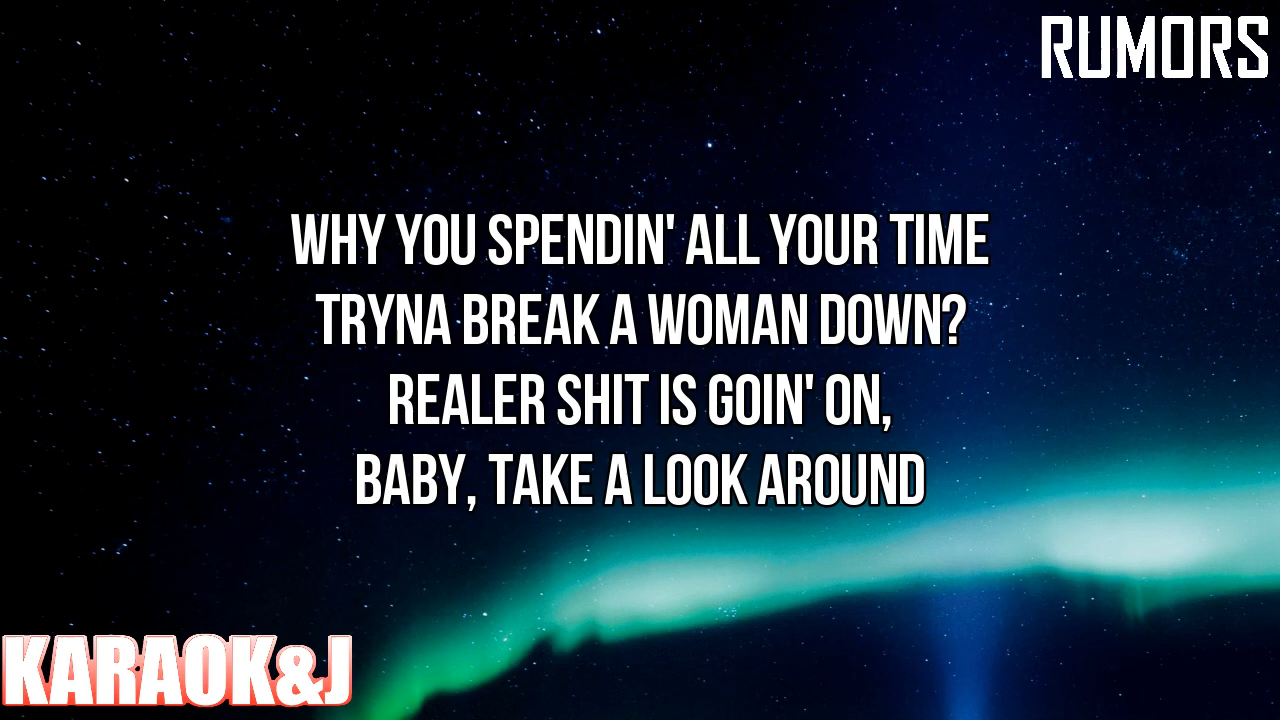 RUMORS
WHY YOU SPENDIN' ALL YOUR TIME
TRYNA BREAK A WOMAN DOWN?
REALER SHIT IS GOIN' ON,
BABY, TAKE A LOOK AROUND
KARAOK&J